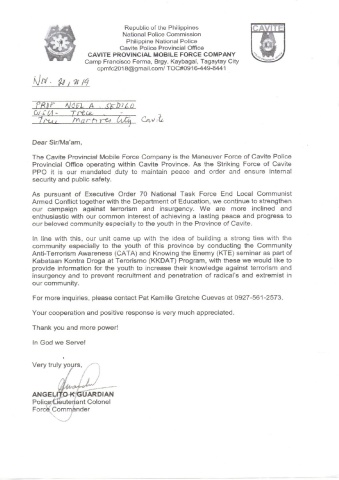 Republic of the Philippines
National Police Commission
Philippine National Police
Cavite Police Provincial Office
CAVITE PROVINCIAL MOBILE FORCE COMPANY
Camp Francisco Ferma, Brgy. Kaybagal, Tagaytay City
cpmfc2018@gmail.com/ TOC#0916-449-8441
CAVITE
Nov. 21, 2019
PROF NOEL A. SEDILO
Martires City, Cavite
Dear Sir/Ma'am,
The Cavite Provincial Mobile Force Company is the Maneuver Force of Cavite Police
Provincial Office operating within Cavite Province. As the Striking Force of Cavite
PPO it is our mandated duty to maintain peace and order and ensure internal
security and public safety.
As pursuant of Executive Order 70 National Task Force End Local Communist
Armed Conflict together with the Department of Education, we continue to strengthen
our campaign against terrorism and insurgency. We are more inclined and
enthusiastic with our common interest of achieving a lasting peace and progress to
our beloved community especially to the youth in the Province of Cavite.
In line with this, our unit came up with the idea of building a strong ties with the
community especially to the youth of this province by conducting the Community
Anti-Terrorism Awareness (CATA) and Knowing the Enemy (KTE) seminar as part of
Kabataan Kontra Droga at Terorismo (KKDAT) Program, with these we would like to
provide information for the youth to increase their knowledge against terrorism and
insurgency and to prevent recruitment and penetration of radical's and extremist in
our community.
For more inquiries, please contact Pat Kamille Gretche Cuevas at 0927-561-2573.
Your cooperation and positive response is very much appreciated.
Thank you and more power!
In God we Serve!
Very truly yours,
ANGELITO K GUARDIAN
Police Lieutenant Colonel
Force Commander